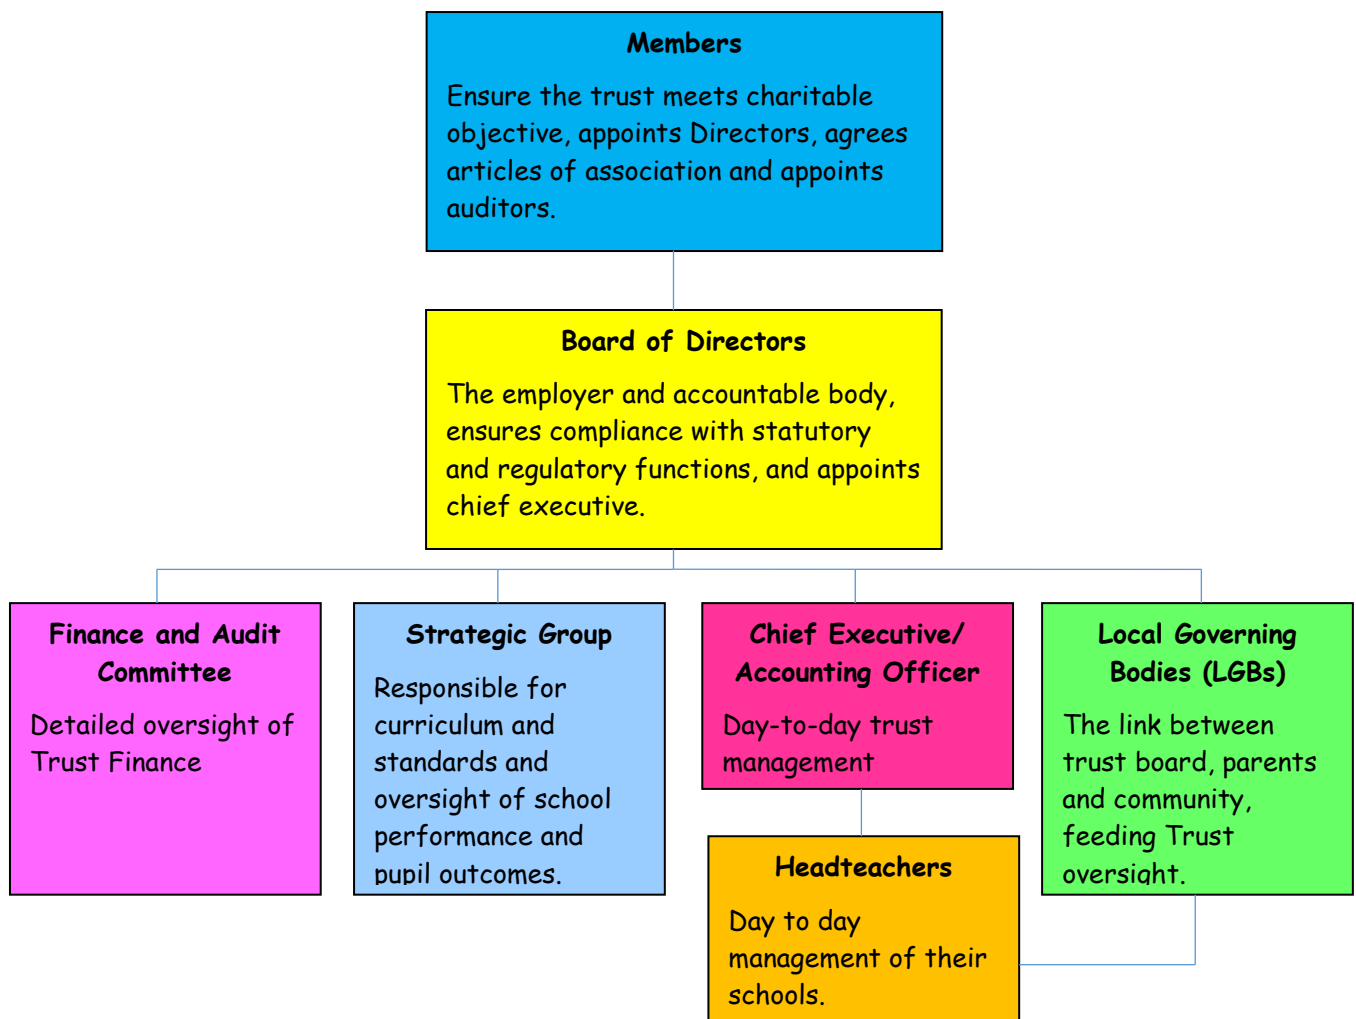 Members
Ensure the trust meets charitable
objective, appoints Directors, agrees
articles of association and appoints
auditors.
Board of Directors
The employer and accountable body,
ensures compliance with statutory
and regulatory functions, and appoints
chief executive.
Finance and Audit
Committee
Detailed oversight of
Trust Finance
Strategic Group
Responsible for
curriculum and
standards and
oversight of school
performance and
pupil outcomes.
Chief Executive/
Accounting Officer
Day-to-day trust
management
Local Governing
Bodies (LGBs)
The link between
trust board, parents
and community,
feeding Trust
oversight.
Headteachers
Day to day
management of their
schools.